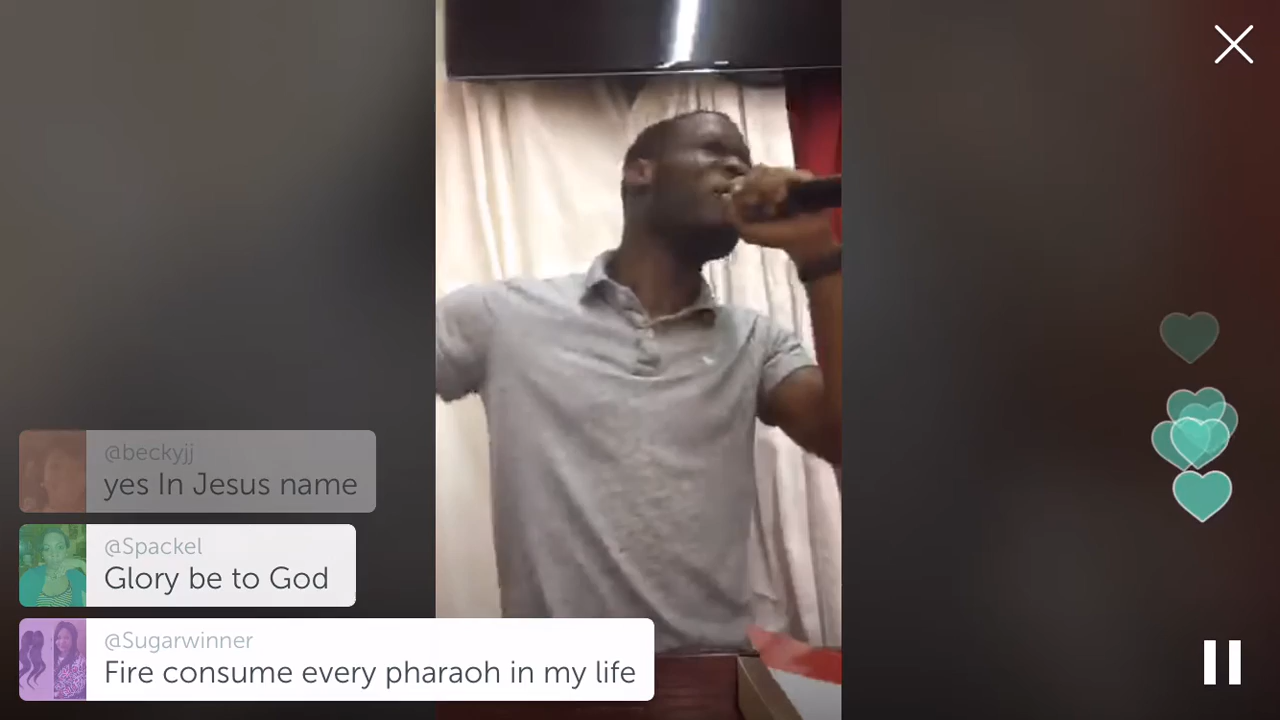 @beckyjj
yes In Jesus name
@Spackel
Glory be to God
@Sugarwinner
Fire consume every pharaoh in my life